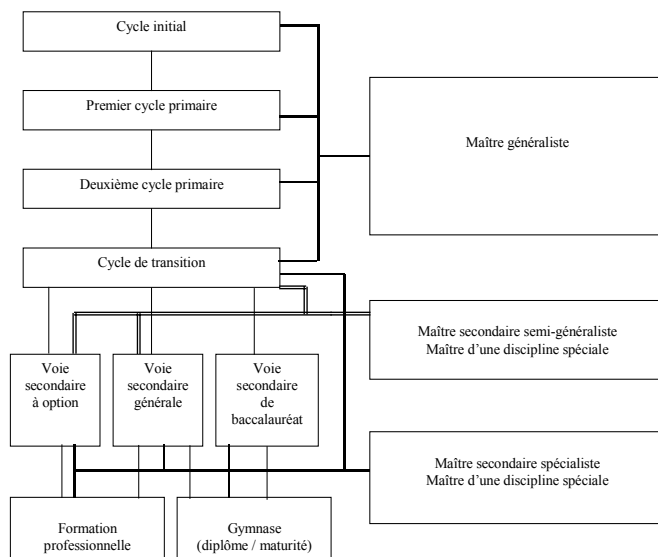 Cycle initial
Premier cycle primaire
Maître généraliste
Deuxième cycle primaire
Cycle de transition
Maître secondaire semi-généraliste
Maître d'une discipline spéciale
Voie
secondaire
à option
Voie
secondaire
générale
Voie
secondaire
de
baccalauréat
Maître secondaire spécialiste
Maître d'une discipline spéciale
Formation
professionnelle
Gymnase
(diplôme / maturité)